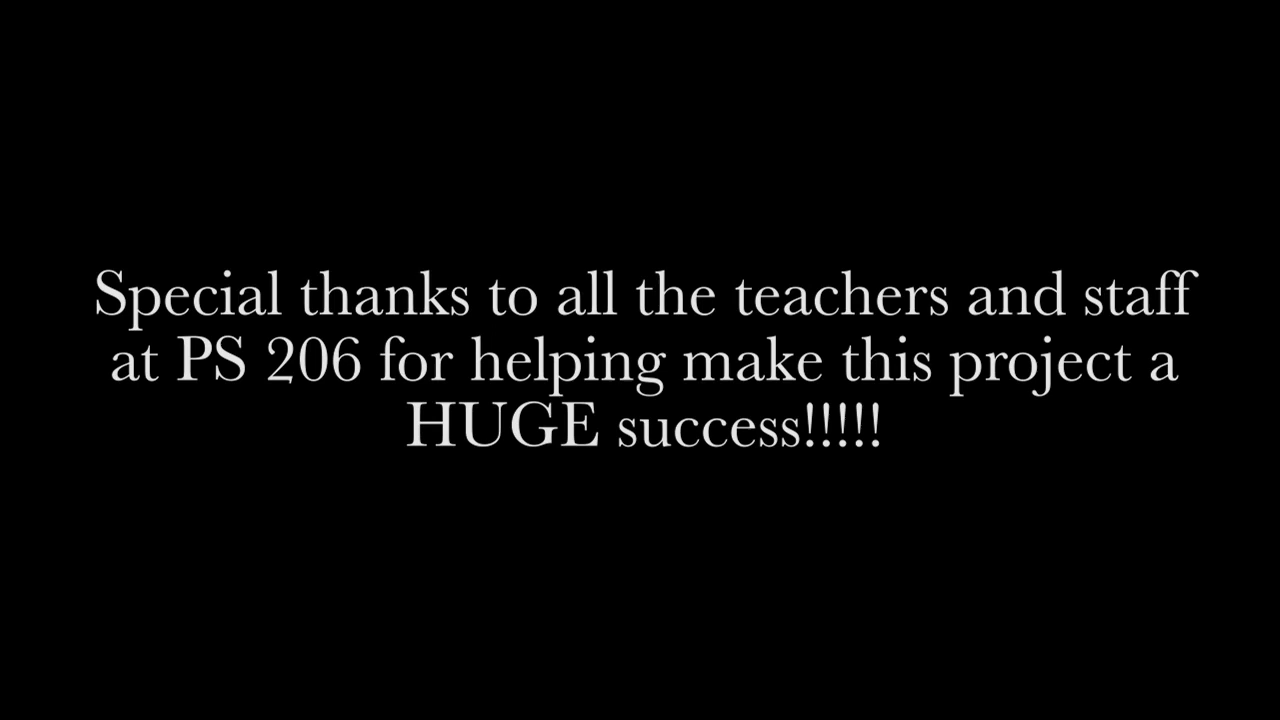 Special thanks to all the teachers and staff
at PS 206 for helping make this project a
HUGE success!!!!!